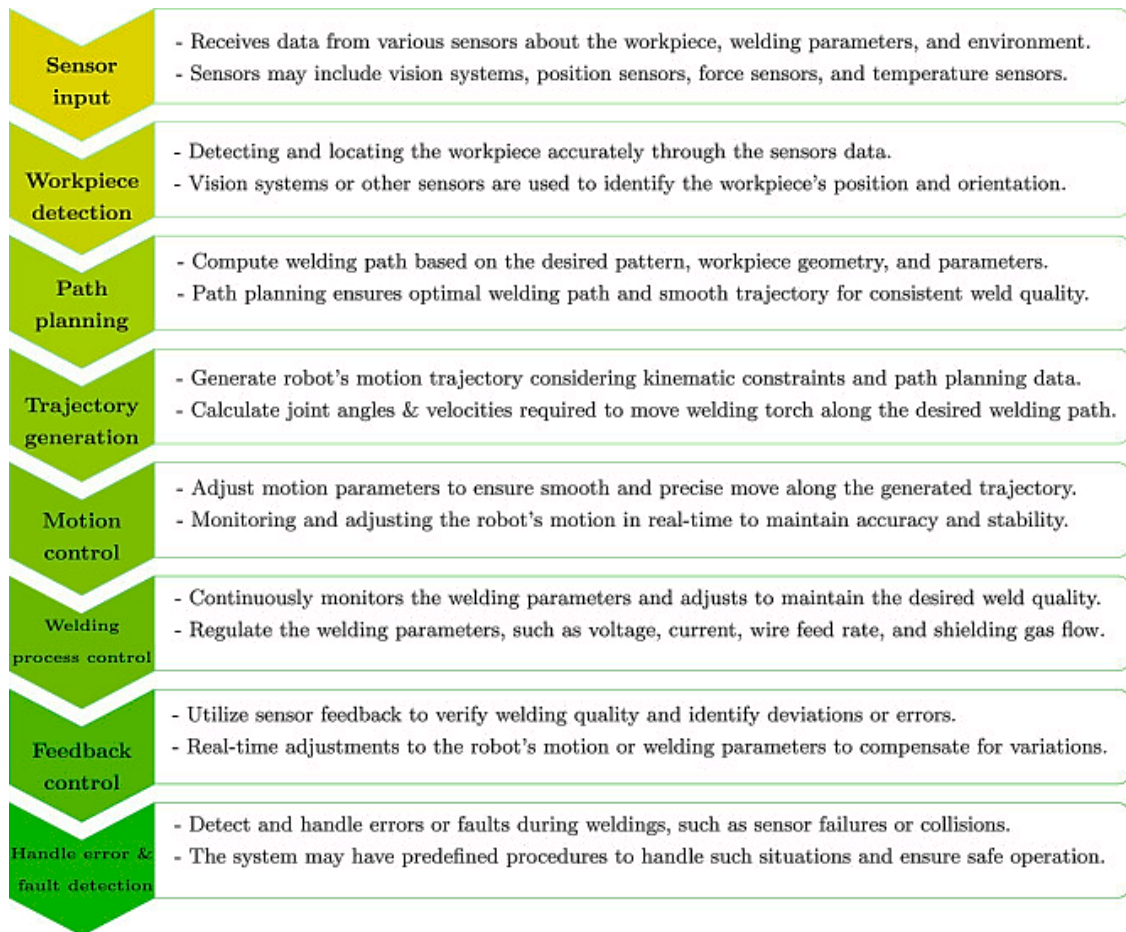 Sensor
input
- Receives data from various sensors about the workpiece, welding parameters, and environment.
- Sensors may include vision systems, position sensors, force sensors, and temperature sensors.
Workpiece
detection
- Detecting and locating the workpiece accurately through the sensors data.
- Vision systems or other sensors are used to identify the workpiece's position and orientation.
Path
planning
- Compute welding path based on the desired pattern, workpiece geometry, and parameters.
- Path planning ensures optimal welding path and smooth trajectory for consistent weld quality.
Trajectory
generation
- Generate robot's motion trajectory considering kinematic constraints and path planning data.
- Calculate joint angles & velocities required to move welding torch along the desired welding path.
Motion
control
- Adjust motion parameters to ensure smooth and precise move along the generated trajectory.
- Monitoring and adjusting the robot's motion in real-time to maintain accuracy and stability.
Welding
process control
- Continuously monitors the welding parameters and adjusts to maintain the desired weld quality.
- Regulate the welding parameters, such as voltage, current, wire feed rate, and shielding gas flow.
Feedback
control
- Utilize sensor feedback to verify welding quality and identify deviations or errors.
- Real-time adjustments to the robot's motion or welding parameters to compensate for variations.
Handle error &
fault detection
- Detect and handle errors or faults during weldings, such as sensor failures or collisions.
- The system may have predefined procedures to handle such situations and ensure safe operation.